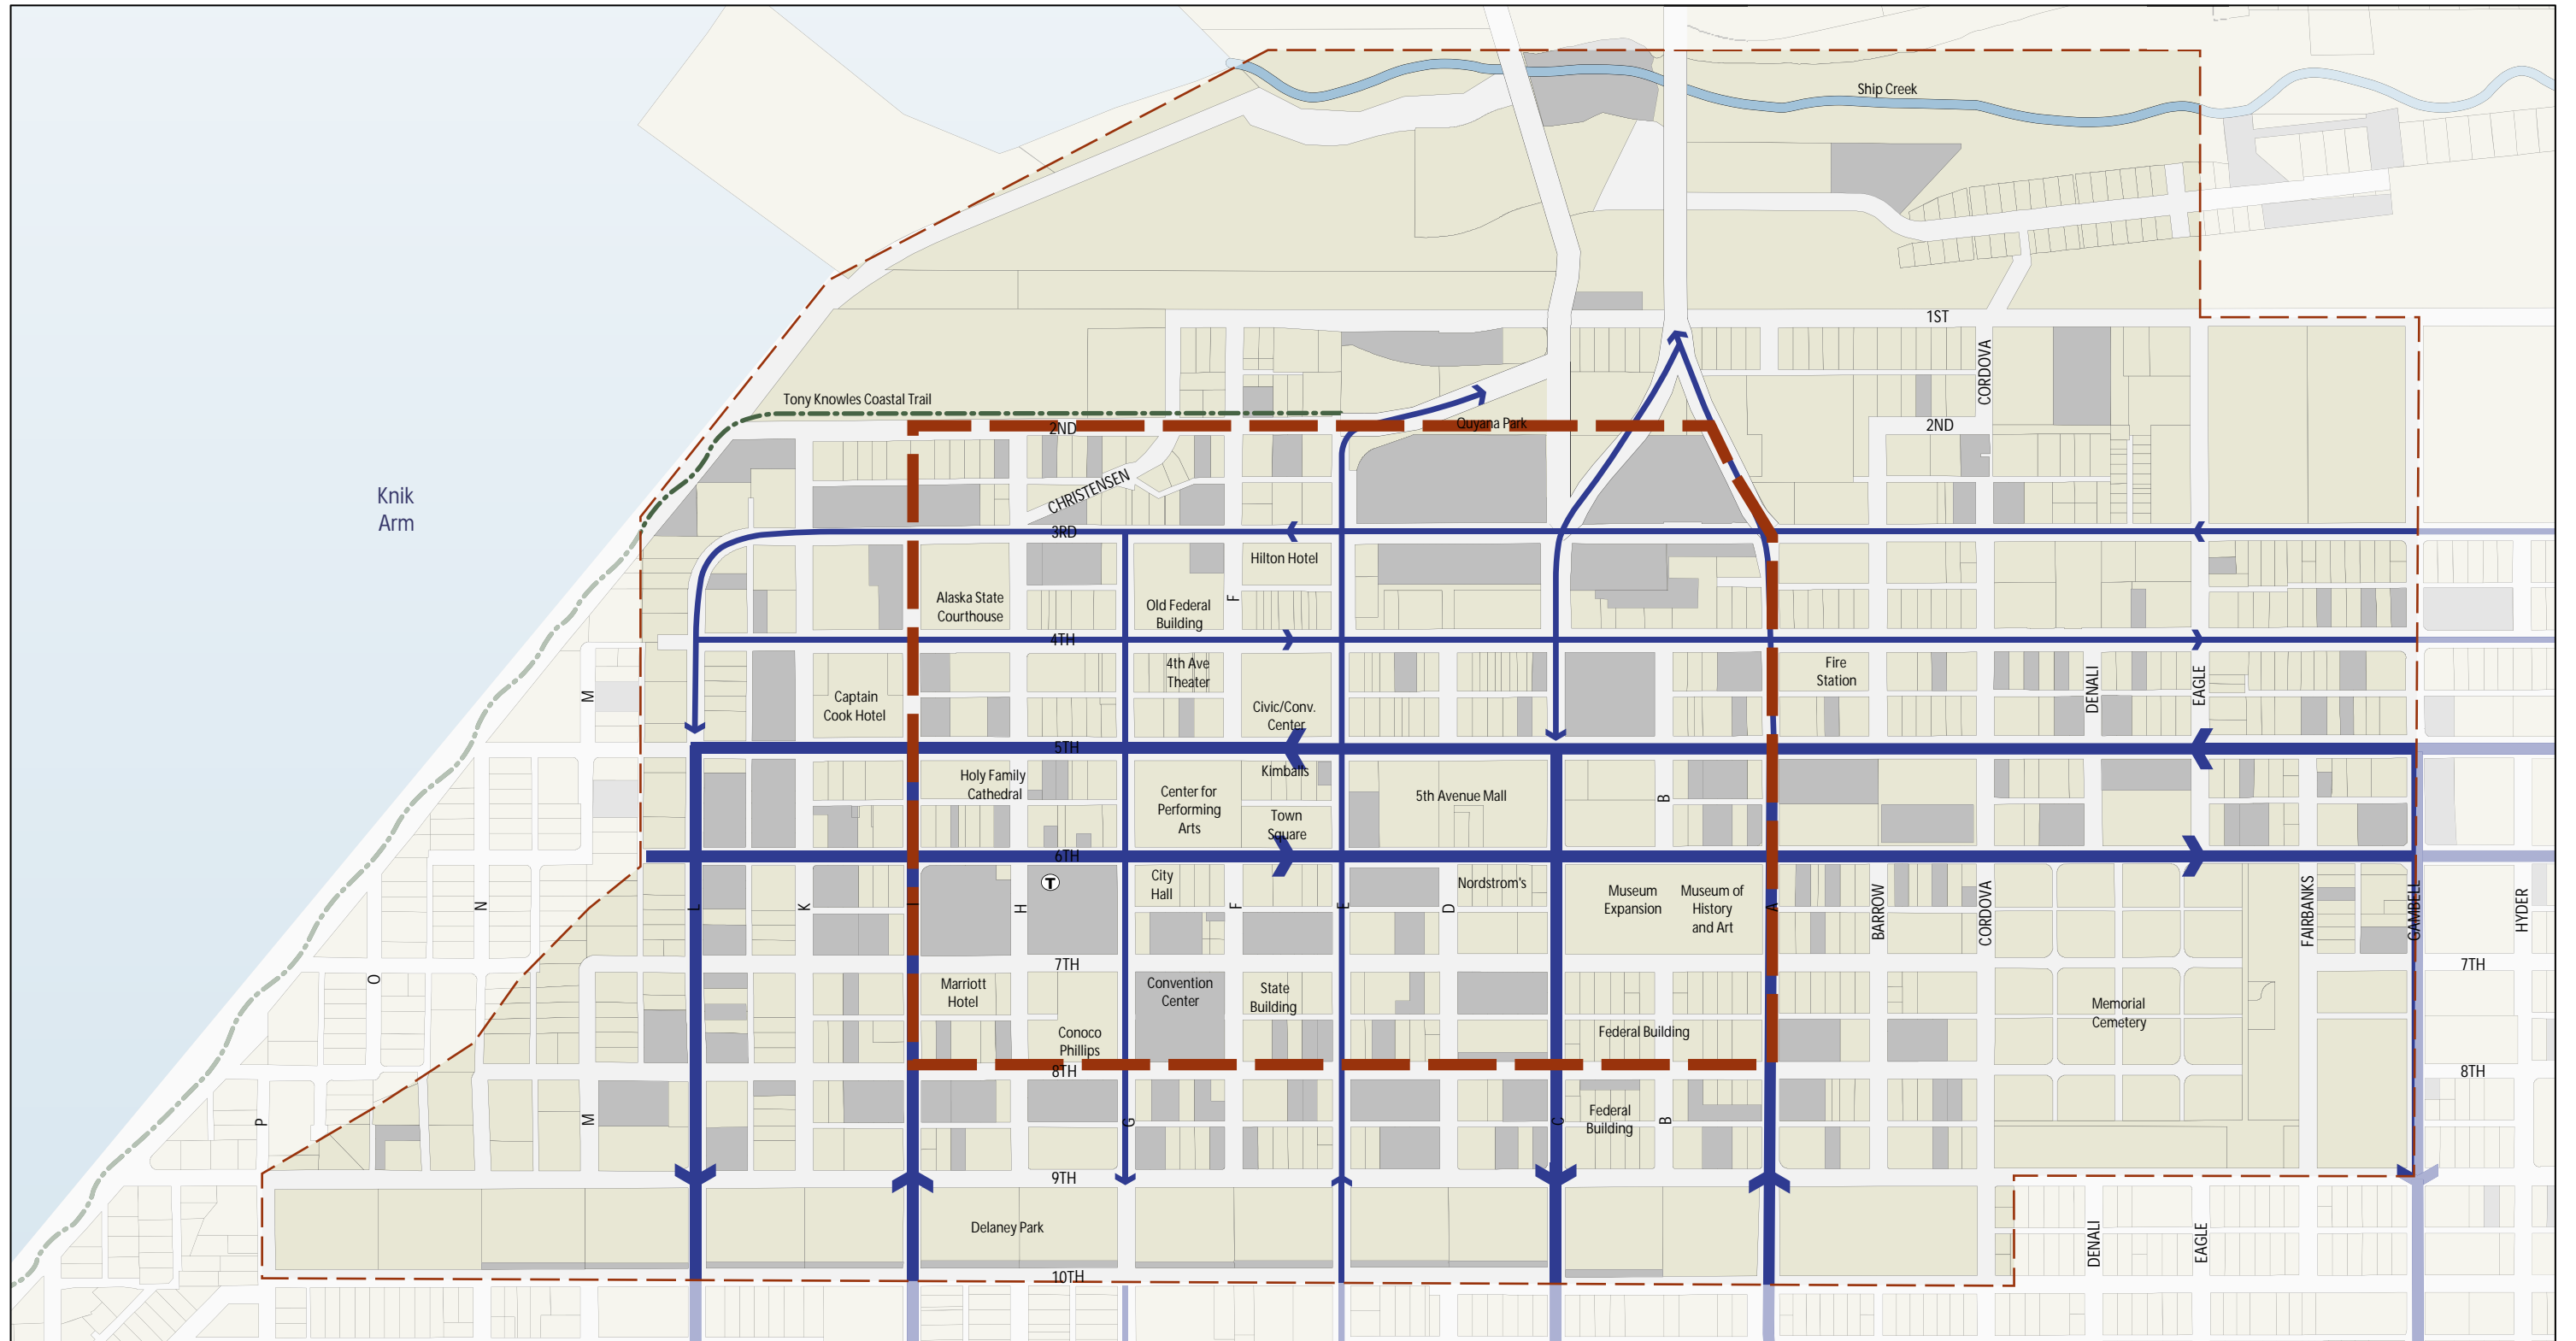 Ship Creek
1ST
CORDOVA
Tony Knowles Coastal Trail
2ND
Quyana Park
2ND
Knik
Arm
CHRISTENSEN
3RD
Hilton Hotel
Alaska State
Courthouse
Old Federal
Building
F
4TH
M
Captain
Cook Hotel
4th Ave
Theater
Civic/Conv.
Center
Fire
Station
DENALI
EAGLE
5TH
Holy Family
Cathedral
Kimballs
Center for
Performing
Arts
Town
Square
5th Avenue Mall
B
6TH
T
City
Hall
Nordstrom's
Museum
Expansion
Museum of
History
and Art
N
L
K
I
H
F
E
D
A
BARROW
CORDOVA
FAIRBANKS
GAMBELL
HYDER
O
7TH
7TH
Marriott
Hotel
Convention
Center
State
Building
Memorial
Cemetery
Conoco
Phillips
Federal Building
8TH
8TH
P
M
G
C
Federal
Building
B
9TH
Delaney Park
DENALI
EAGLE
10TH